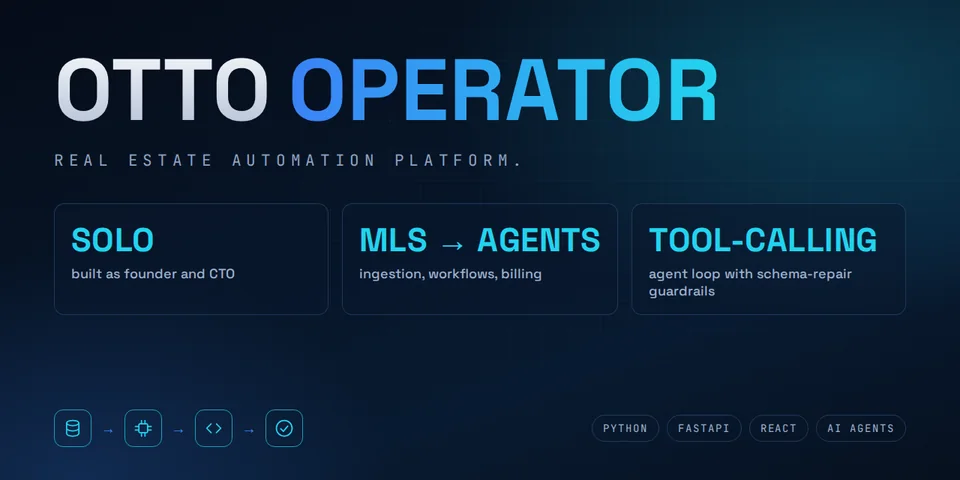 OTTO OPERATOR
REAL ESTATE AUTOMATION PLATFORM.
SOLO
built as founder and CTO
MLS → AGENTS
ingestion, workflows, billing
TOOL-CALLING
agent loop with schema-repair
guardrails
→ → →
PYTHON
FASTAPI
REACT
AI AGENTS